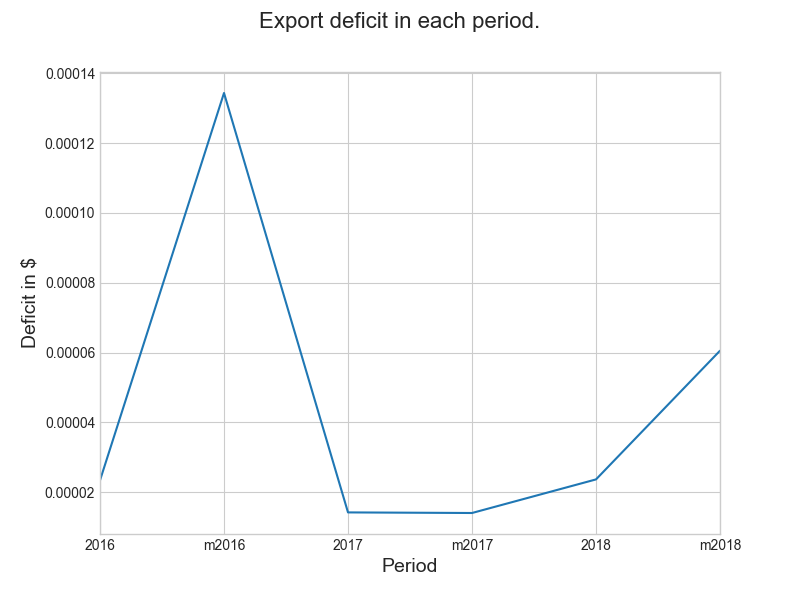 Export deficit in each period.
0.00014
0.00012
0.00010
0.00008
0.00006
0.00004
0.00002
Deficit in $
2016 m2016 2017 m2017 2018 m2018
Period